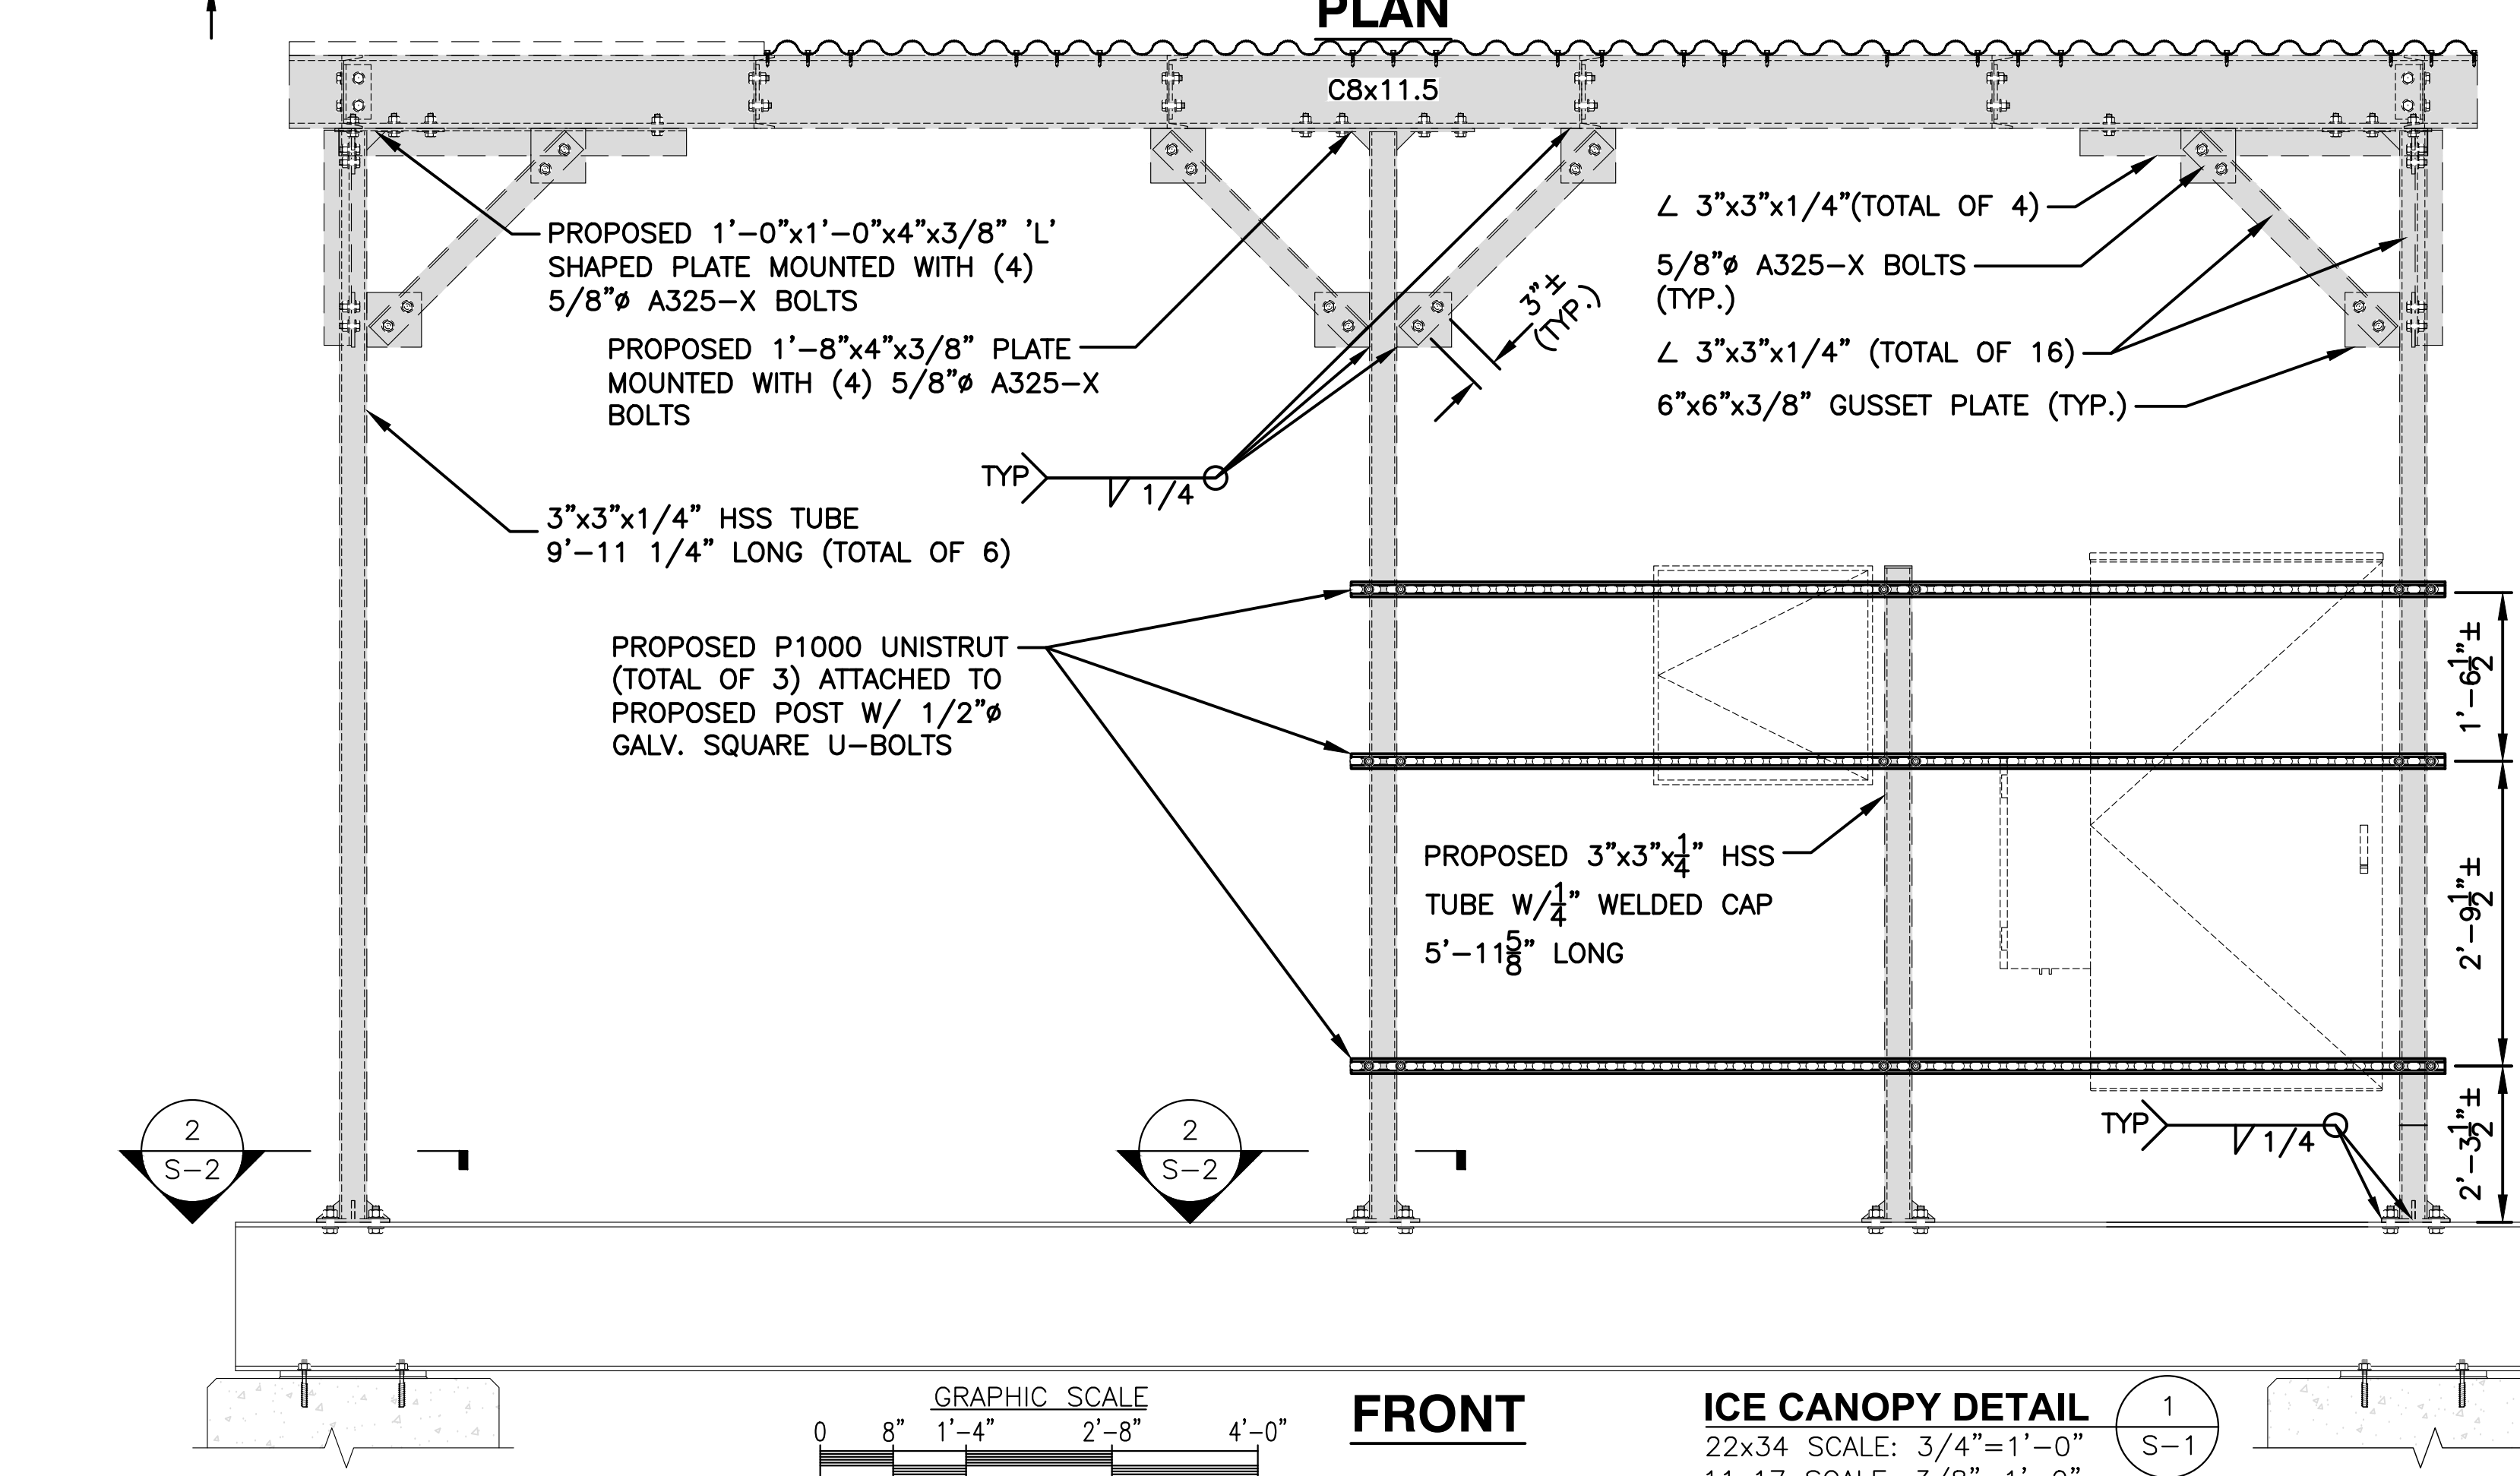 PLAN
C8x11.5
PROPOSED 1'-0"x1'-0"x4"x3/8" 'L'
SHAPED PLATE MOUNTED WITH (4)
5/8"ø A325-X BOLTS
PROPOSED 1'-8"x4"x3/8" PLATE
MOUNTED WITH (4) 5/8"ø A325-X
BOLTS
3"±
(TYP.)
∠ 3"x3"x1/4"(TOTAL OF 4)
5/8"ø A325-X BOLTS
(TYP.)
∠ 3"x3"x1/4" (TOTAL OF 16)
6"x6"x3/8" GUSSET PLATE (TYP.)
TYP
1/4
3"x3"x1/4" HSS TUBE
9'-11 1/4" LONG (TOTAL OF 6)
PROPOSED P1000 UNISTRUT
(TOTAL OF 3) ATTACHED TO
PROPOSED POST W/ 1/2"ø
GALV. SQUARE U-BOLTS
1'-6 1/2"±
PROPOSED 3"x3"x1/4" HSS
TUBE W/1/4" WELDED CAP
5'-11 5/8" LONG
2'-9 1/2"±
2
S-2
2
S-2
TYP
1/4
2'-3 1/2"±
GRAPHIC SCALE
0 8" 1'-4" 2'-8" 4'-0"
FRONT
ICE CANOPY DETAIL
1
S-1
22x34 SCALE: 3/4"=1'-0"
11x17 SCALE: 3/8"=1'-0"